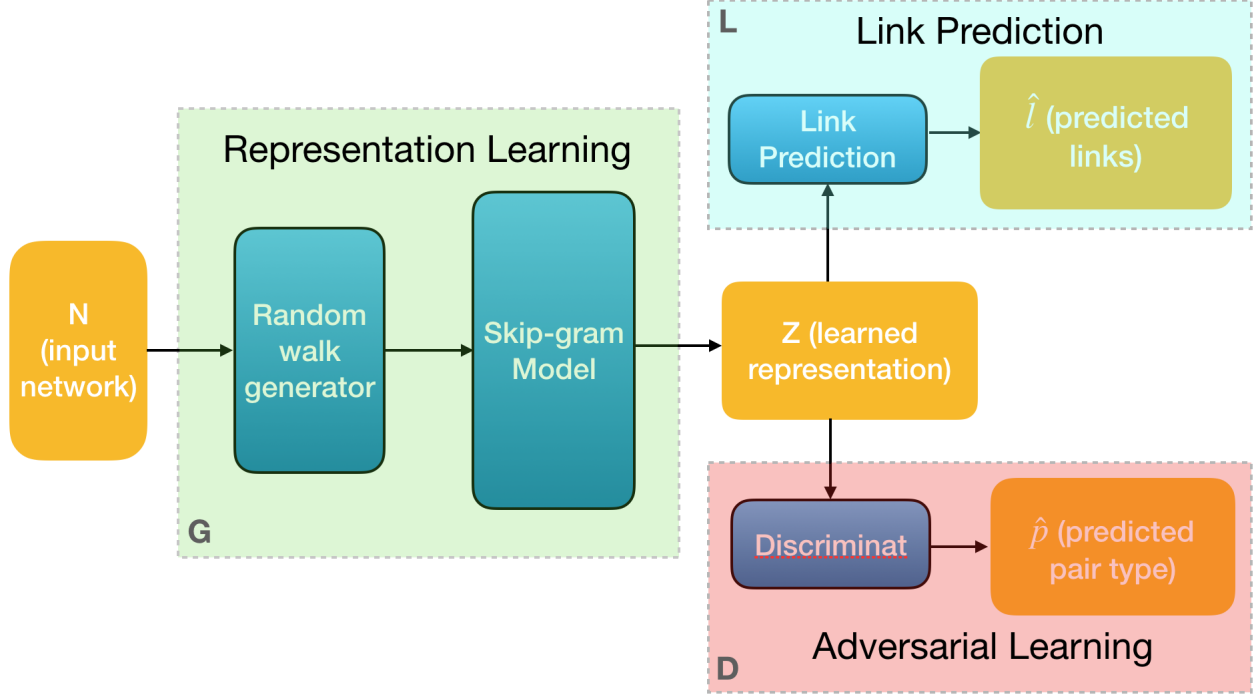 L
Link Prediction
Link
Prediction
l̂ (predicted
links)
Representation Learning
N
(input
network)
Random
walk
generator
Skip-gram
Model
G
Z (learned
representation)
Discriminat
p̂ (predicted
pair type)
Adversarial Learning
D